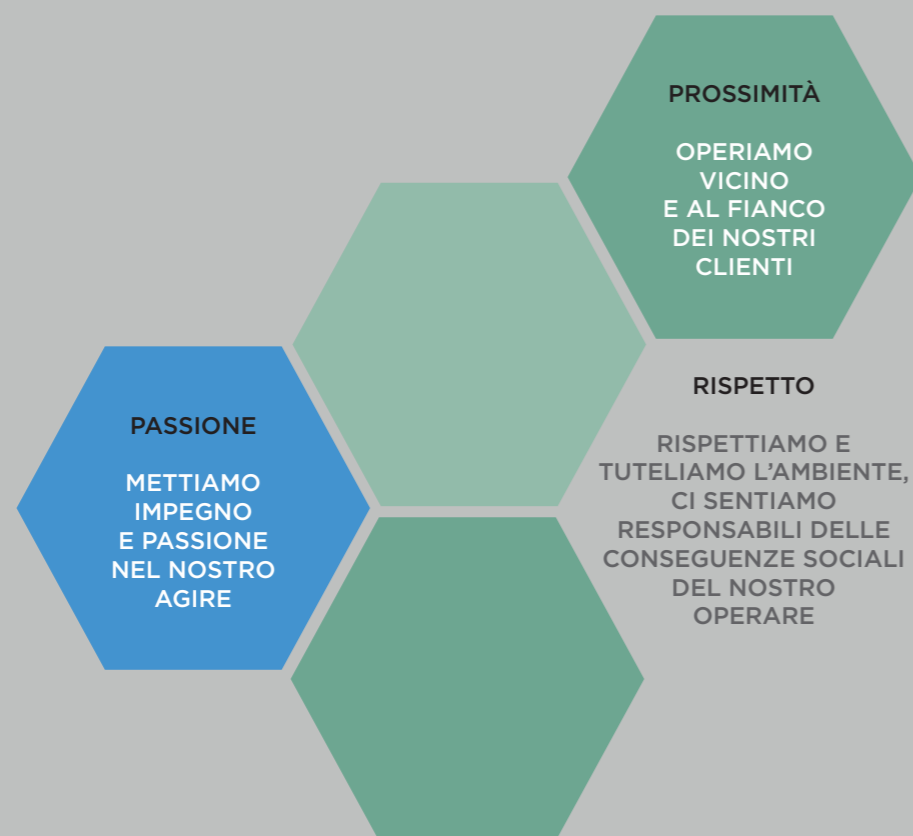 PROSSIMITÀ
OPERIAMO
VICINO
E AL FIANCO
DEI NOSTRI
CLIENTI
PASSIONE
METTIAMO
IMPEGNO
E PASSIONE
NEL NOSTRO
AGIRE
RISPETTO
RISPETTIAMO E
TUTELIAMO L’AMBIENTE,
CI SENTIAMO
RESPONSABILI DELLE
CONSEGUENZE SOCIALI
DEL NOSTRO
OPERARE